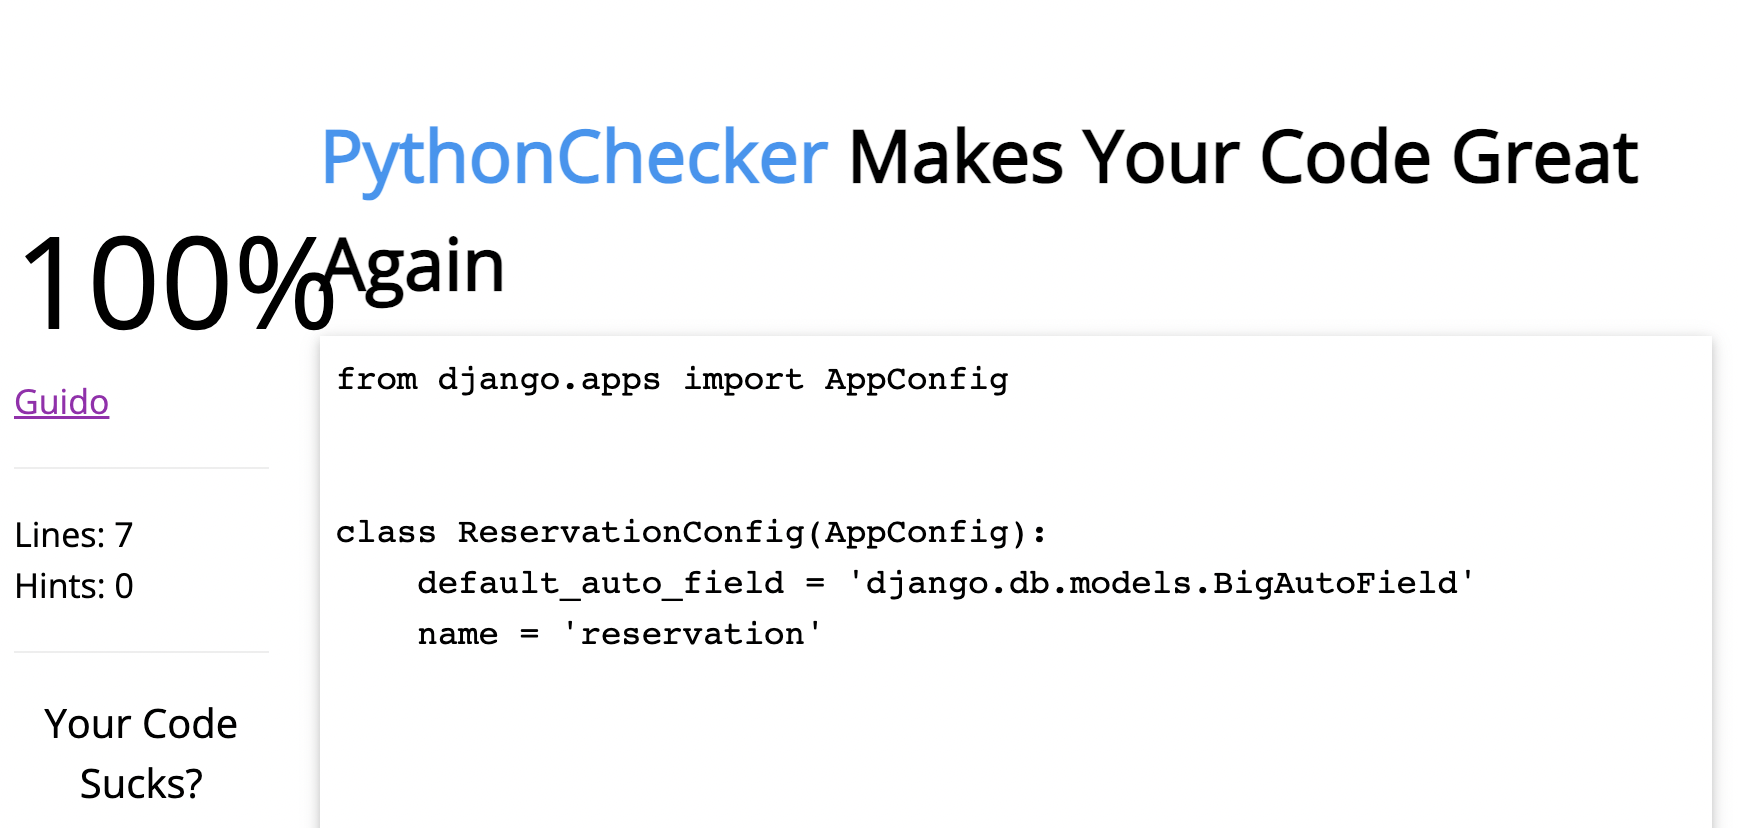 PythonChecker Makes Your Code Great
Again
100%
Guido
Lines: 7
Hints: 0
Your Code
Sucks?
from django.apps import AppConfig
class ReservationConfig(AppConfig):
    default_auto_field = 'django.db.models.BigAutoField'
    name = 'reservation'